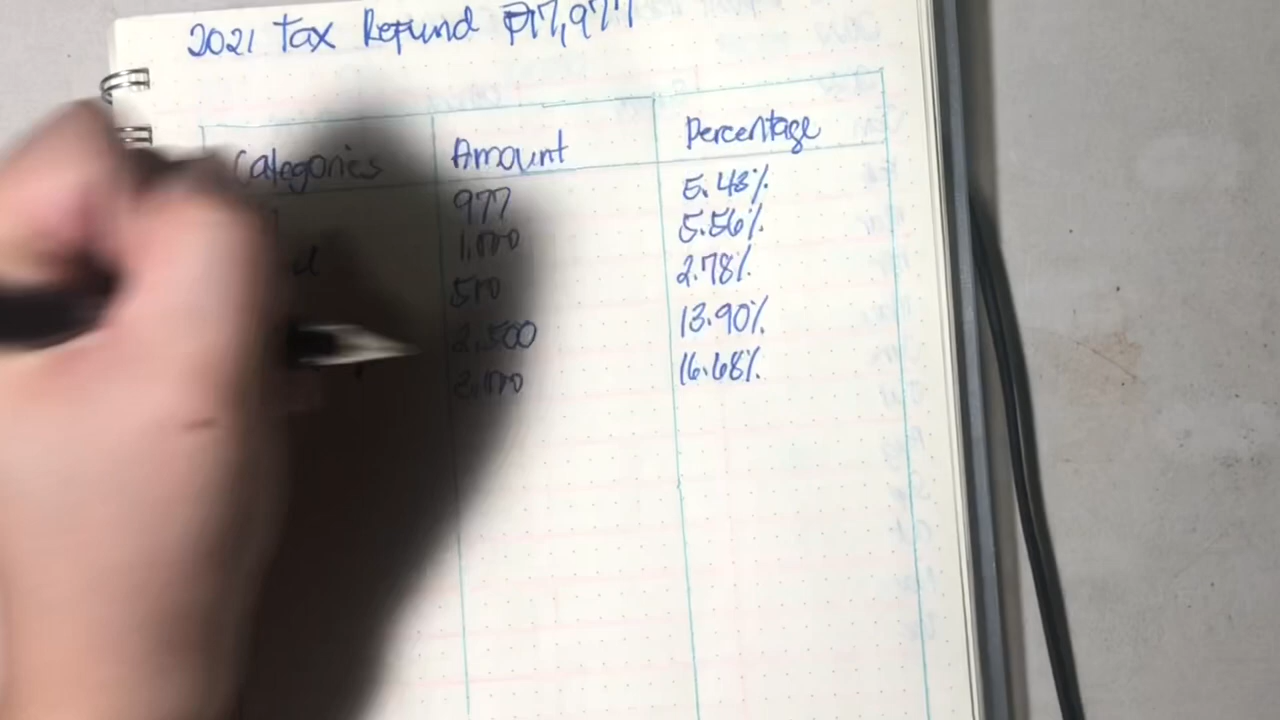 2021 Tax Refund ₱17,977
Categories Amount Percentage
977 5.43%
1,000 5.56%
500 2.78%
2,500 13.90%
3,000 16.68%